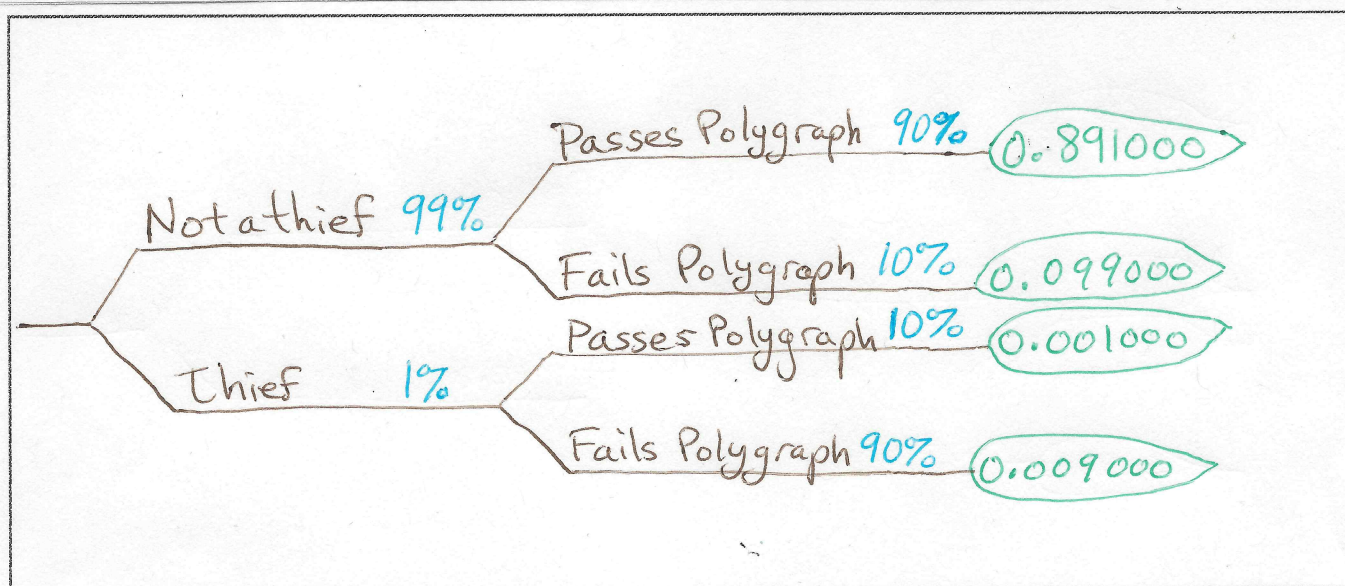 Passes Polygraph 90% 0.891000
Not a thief 99%
Fails Polygraph 10% 0.099000
Passes Polygraph 10% 0.001000
Thief 1%
Fails Polygraph 90% 0.009000